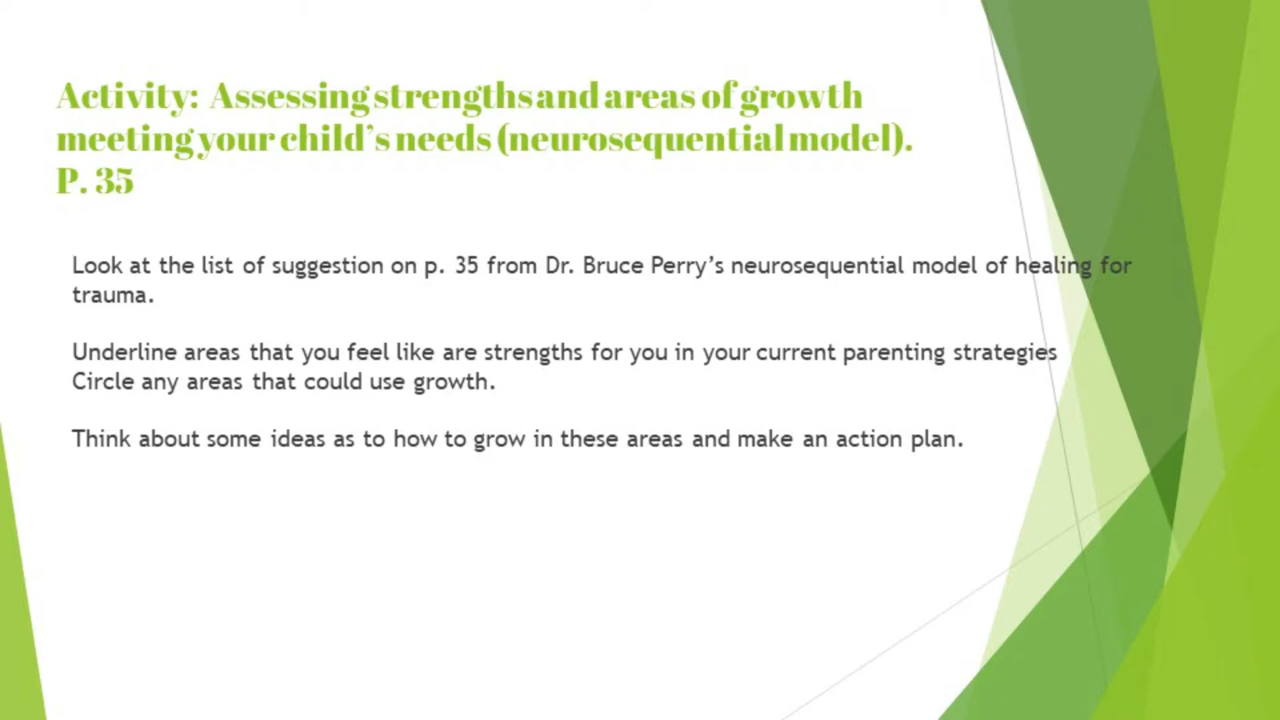 Activity: Assessing strengths and areas of growth
meeting your child’s needs (neurosequential model).
P. 35
Look at the list of suggestion on p. 35 from Dr. Bruce Perry’s neurosequential model of healing for
trauma.
Underline areas that you feel like are strengths for you in your current parenting strategies
Circle any areas that could use growth.
Think about some ideas as to how to grow in these areas and make an action plan.